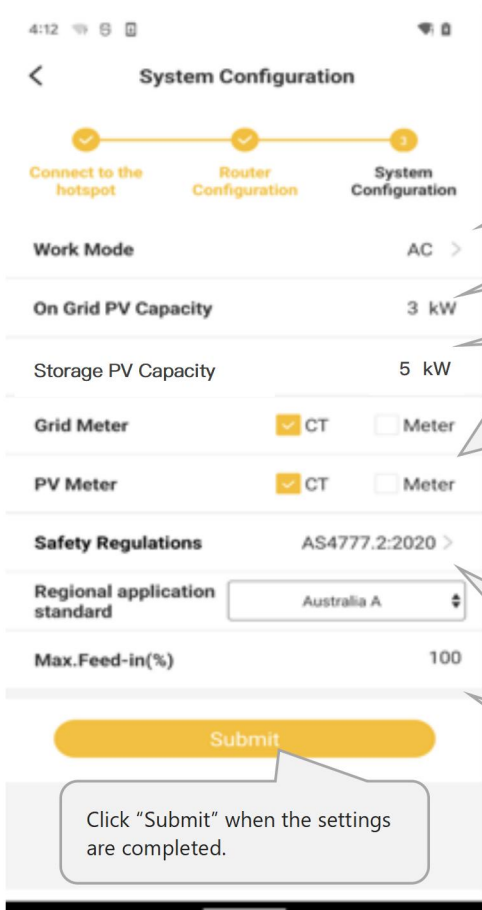 4:12
System Configuration
3
Connect to the
hotspot
Router
Configuration
System
Configuration
Work Mode AC >
On Grid PV Capacity 3 kW
Storage PV Capacity 5 kW
Grid Meter CT Meter
PV Meter CT Meter
Safety Regulations AS4777.2:2020 >
Regional application
standard
Australia A
Max.Feed-in(%) 100
Submit
Click “Submit” when the settings
are completed.